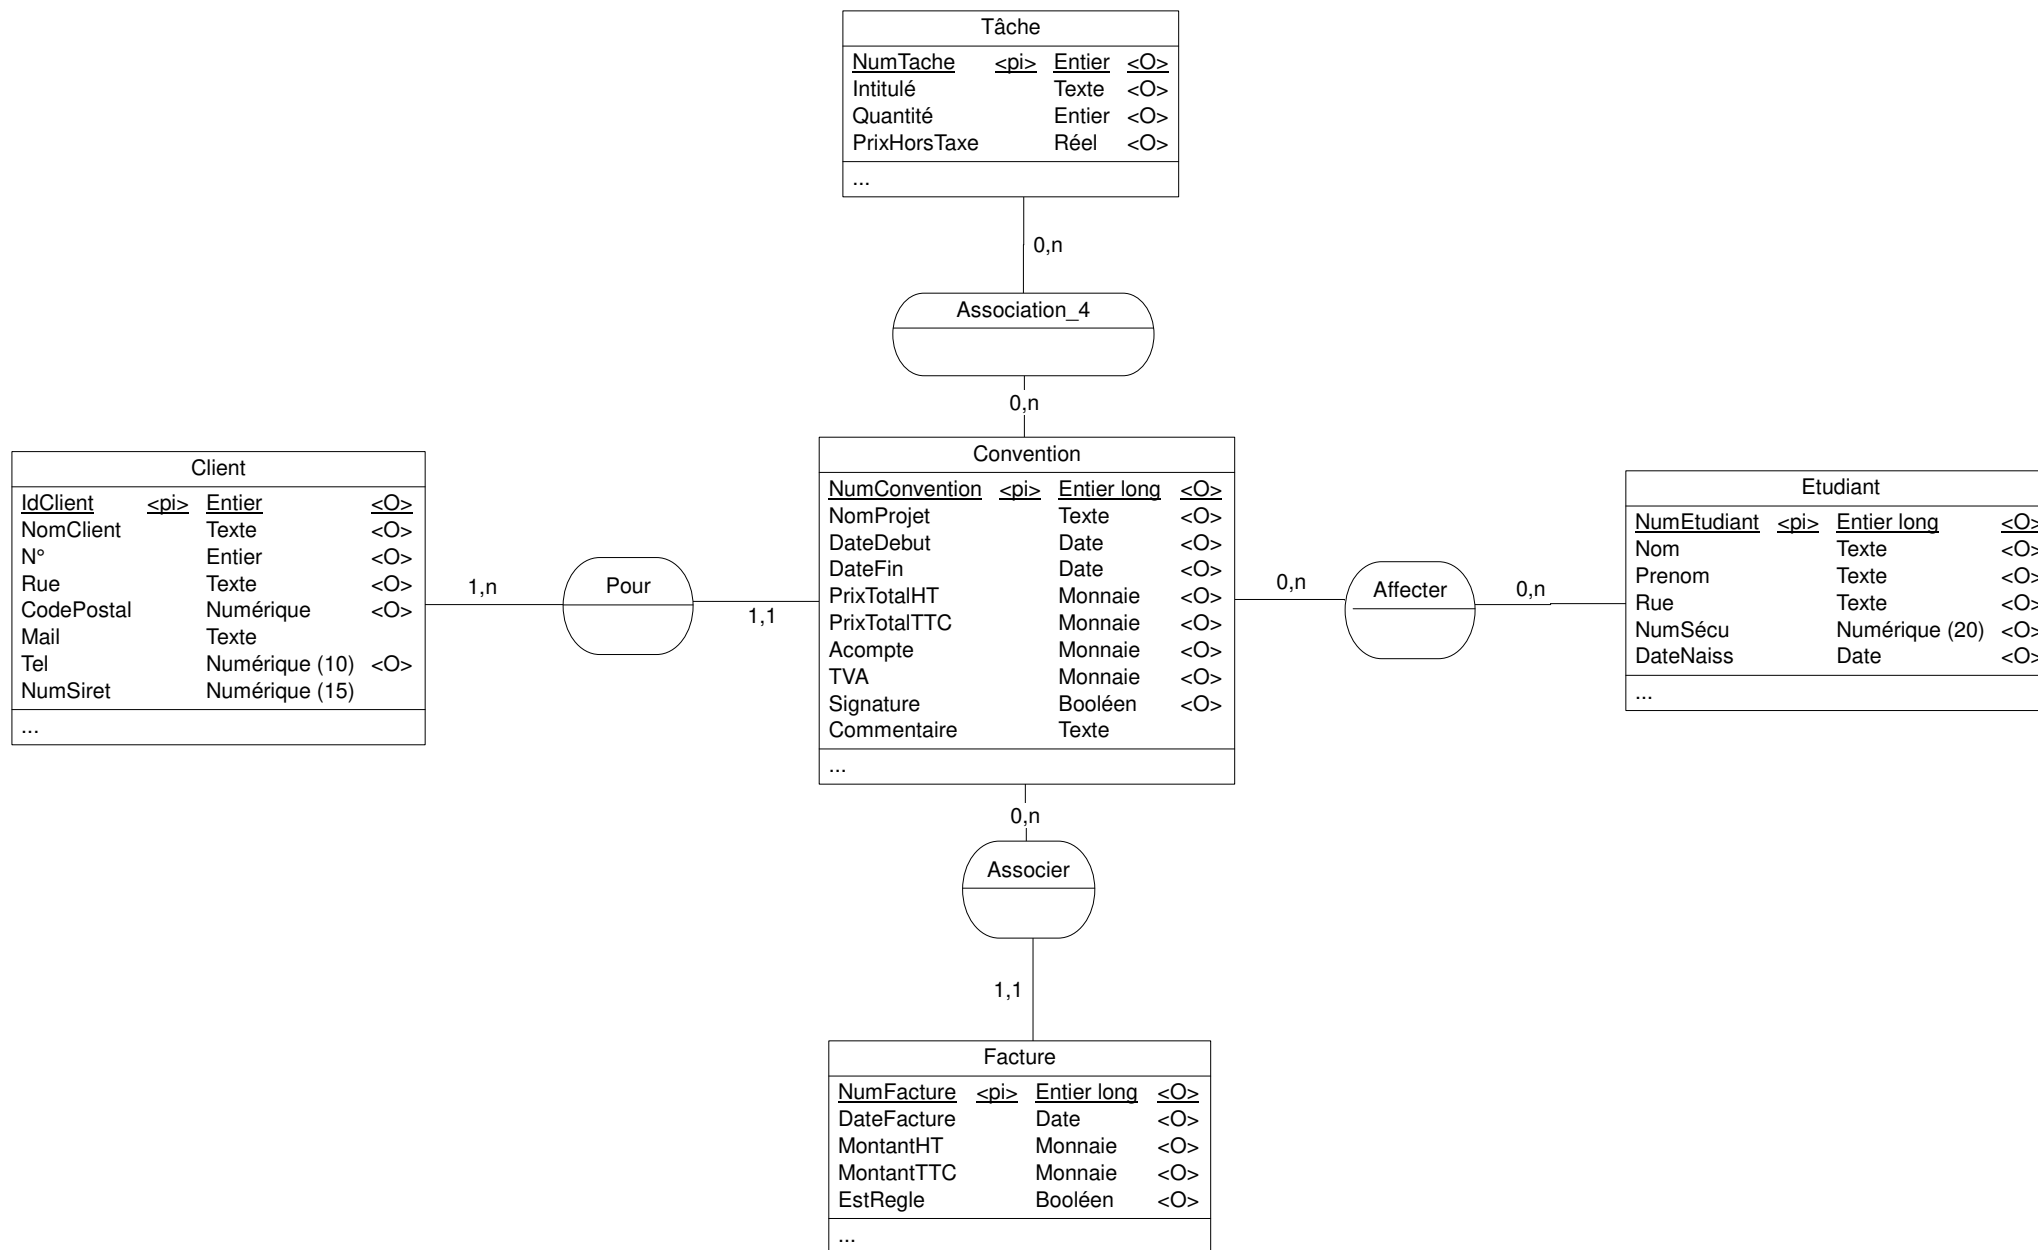 Tâche
NumTache <pi> Entier <O>
Intitulé Texte <O>
Quantité Entier <O>
PrixHorsTaxe Réel <O>
...
0,n
Association_4
0,n
Client
IdClient <pi> Entier <O>
NomClient Texte <O>
N° Entier <O>
Rue Texte <O>
CodePostal Numérique <O>
Mail Texte
Tel Numérique (10) <O>
NumSiret Numérique (15)
...
1,n
Pour
1,1
Convention
NumConvention <pi> Entier long <O>
NomProjet Texte <O>
DateDebut Date <O>
DateFin Date <O>
PrixTotalHT Monnaie <O>
PrixTotalTTC Monnaie <O>
Acompte Monnaie <O>
TVA Monnaie <O>
Signature Booléen <O>
Commentaire Texte
...
0,n
Affecter
0,n
Etudiant
NumEtudiant <pi> Entier long <O>
Nom Texte <O>
Prenom Texte <O>
Rue Texte <O>
NumSécu Numérique (20) <O>
DateNaiss Date <O>
...
0,n
Associer
1,1
Facture
NumFacture <pi> Entier long <O>
DateFacture Date <O>
MontantHT Monnaie <O>
MontantTTC Monnaie <O>
EstRegle Booléen <O>
...